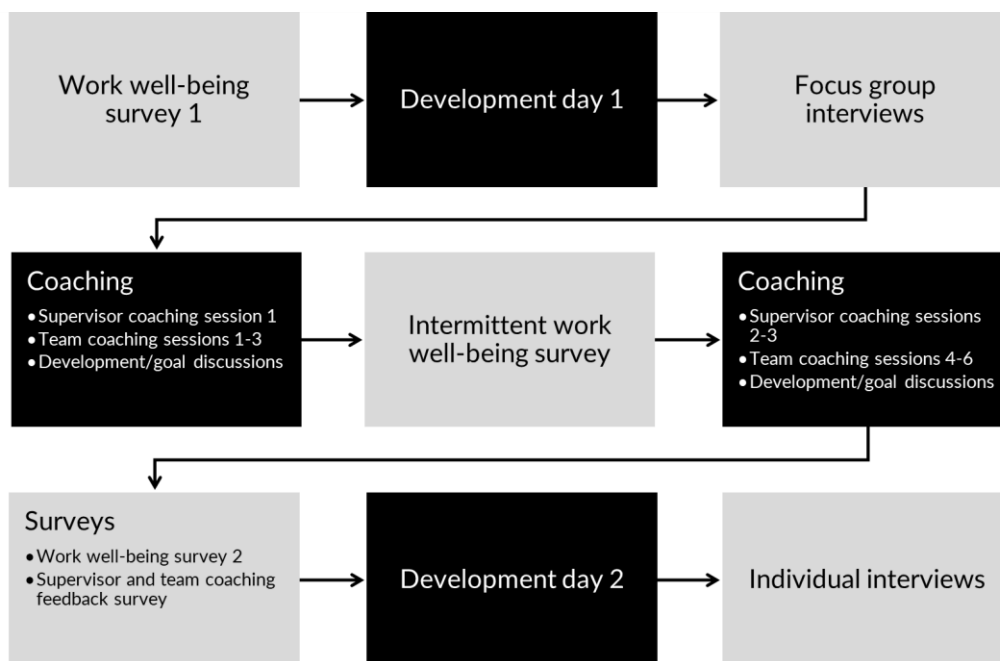 Work well-being
survey 1
Development day 1
Focus group
interviews
Coaching
•Supervisor coaching session 1
•Team coaching sessions 1-3
•Development/goal discussions
Intermittent work
well-being survey
Coaching
•Supervisor coaching sessions
2-3
•Team coaching sessions 4-6
•Development/goal discussions
Surveys
•Work well-being survey 2
•Supervisor and team coaching
feedback survey
Development day 2
Individual interviews